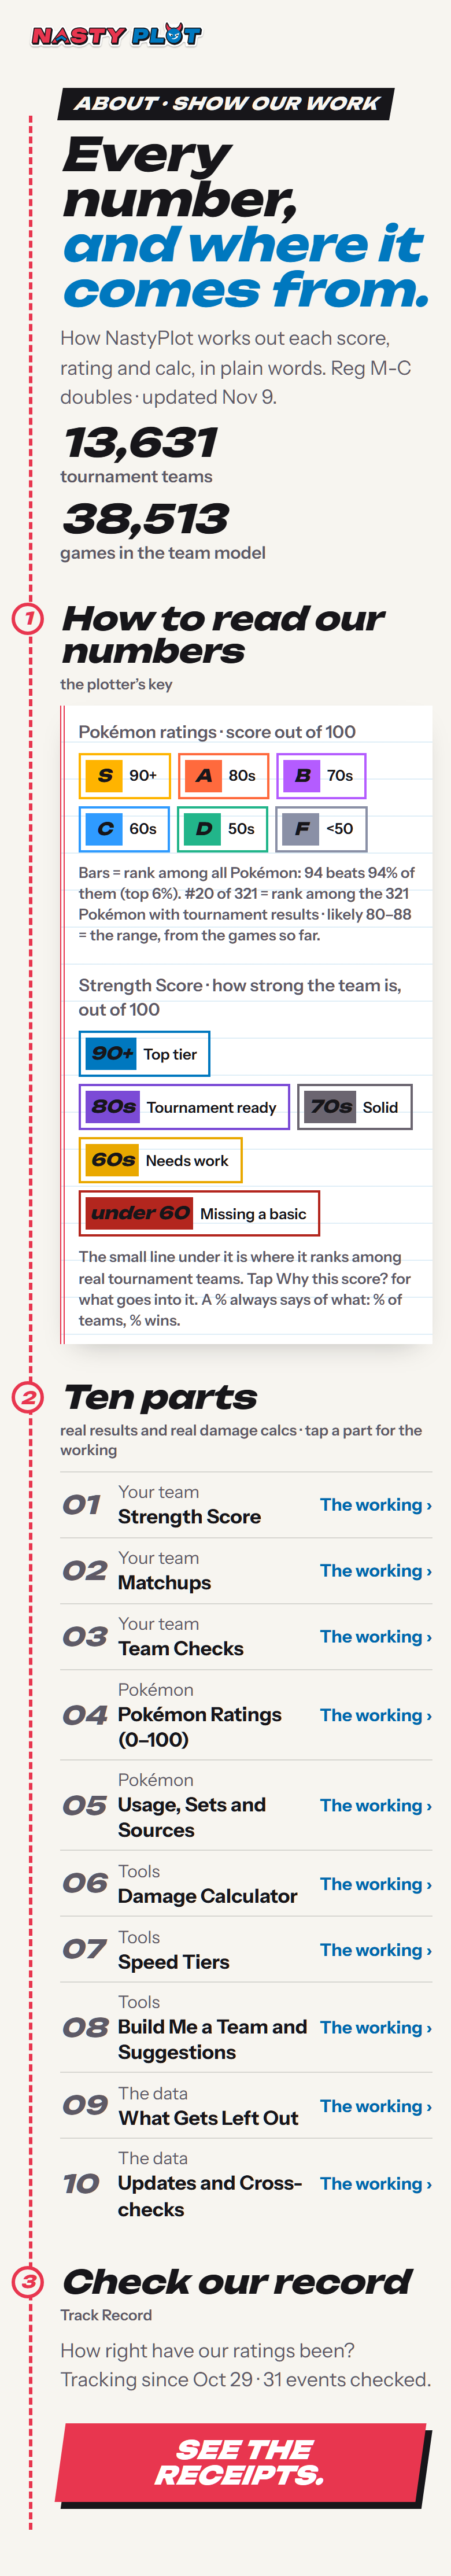 NASTY PLOT
ABOUT · SHOW OUR WORK
Every
number,
and where it
comes from.
How NastyPlot works out each score,
rating and calc, in plain words. Reg M-C
doubles · updated Nov 9.
13,631
tournament teams
38,513
games in the team model
1
How to read our
numbers
the plotter's key
Pokémon ratings · score out of 100
S 90+ A 80s B 70s
C 60s D 50s F <50
Bars = rank among all Pokémon: 94 beats 94% of
them (top 6%). #20 of 321 = rank among the 321
Pokémon with tournament results · likely 80–88
= the range, from the games so far.
Strength Score · how strong the team is,
out of 100
90+ Top tier
80s Tournament ready 70s Solid
60s Needs work
under 60 Missing a basic
The small line under it is where it ranks among
real tournament teams. Tap Why this score? for
what goes into it. A % always says of what: % of
teams, % wins.
2
Ten parts
real results and real damage calcs · tap a part for the
working
01 Your team
Strength Score The working ›
02 Your team
Matchups The working ›
03 Your team
Team Checks The working ›
04 Pokémon
Pokémon Ratings The working ›
(0–100)
05 Pokémon
Usage, Sets and The working ›
Sources
06 Tools
Damage Calculator The working ›
07 Tools
Speed Tiers The working ›
08 Tools
Build Me a Team and The working ›
Suggestions
09 The data
What Gets Left Out The working ›
10 The data
Updates and Cross- The working ›
checks
3
Check our record
Track Record
How right have our ratings been?
Tracking since Oct 29 · 31 events checked.
SEE THE
RECEIPTS.